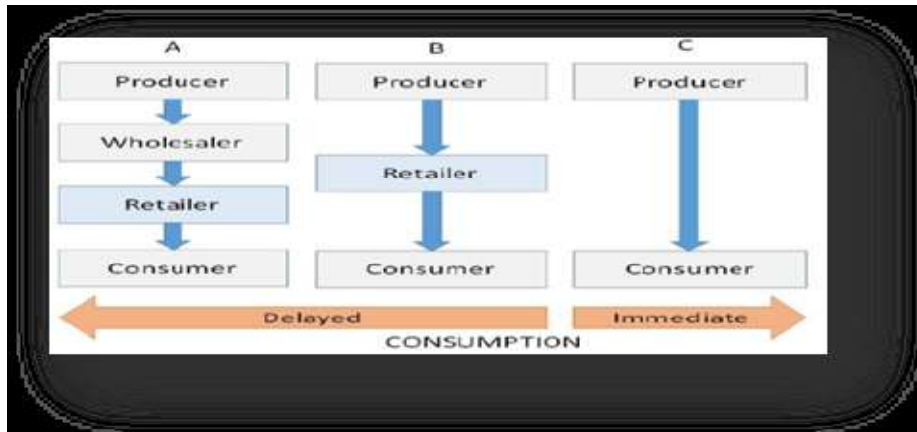 A B C
Producer Producer Producer
Wholesaler
Retailer
Retailer
Consumer Consumer Consumer
Delayed Immediate
CONSUMPTION